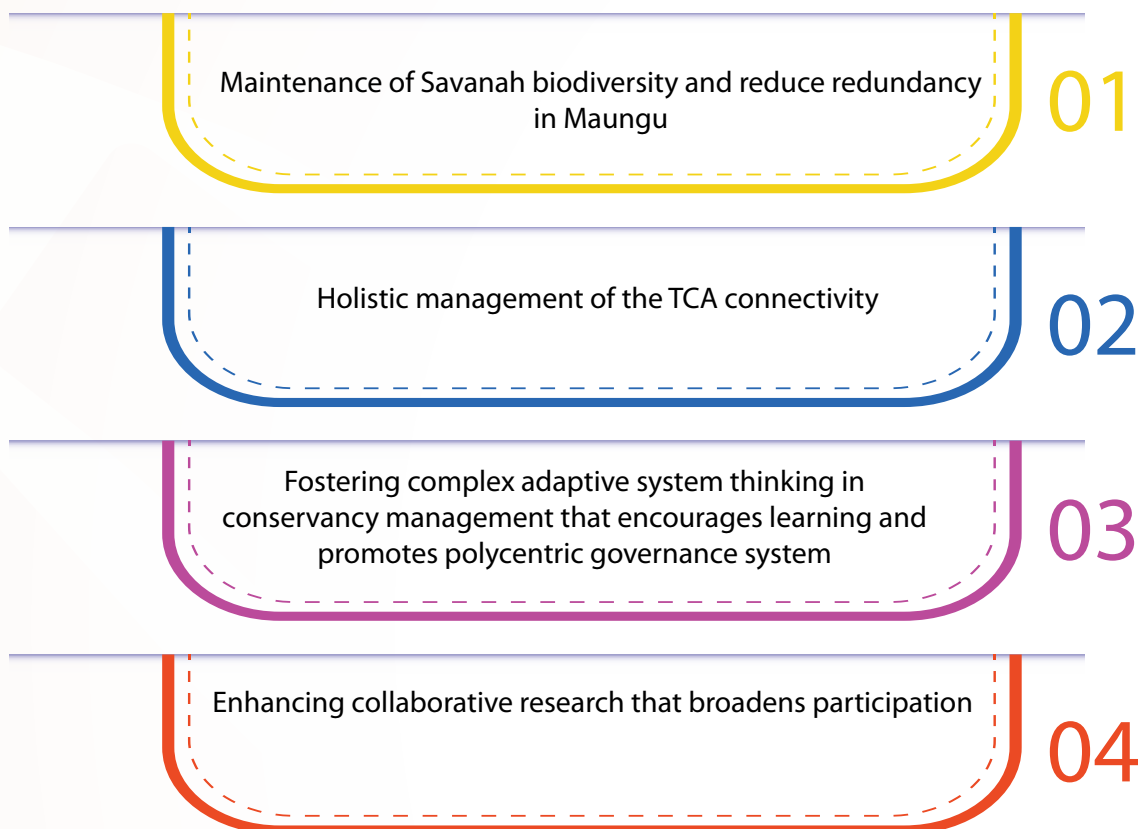 Maintenance of Savanah biodiversity and reduce redundancy
in Maungu
01
Holistic management of the TCA connectivity
02
Fostering complex adaptive system thinking in
conservancy management that encourages learning and
promotes polycentric governance system
03
Enhancing collaborative research that broadens participation
04